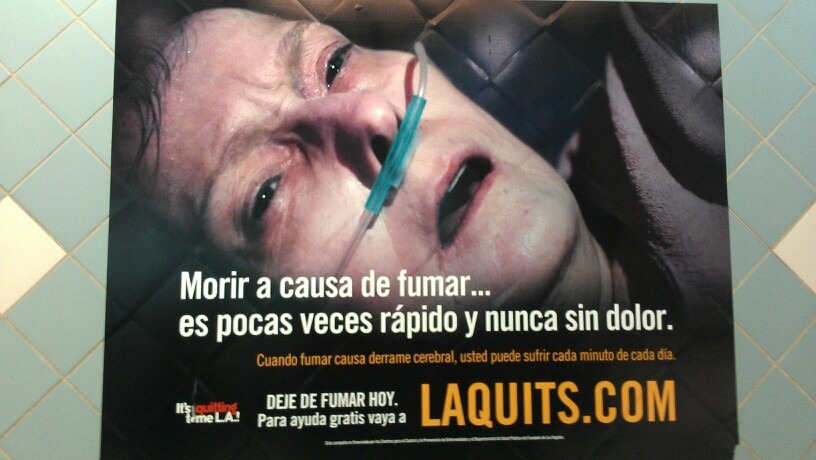 Morir a causa de fumar...
es pocas veces rápido y nunca sin dolor.
Cuando fumar causa derrame cerebral, usted puede sufrir cada minuto de cada día.
It's quitting
time L.A.!
DEJE DE FUMAR HOY.
Para ayuda gratis vaya a
LAQUITS.COM